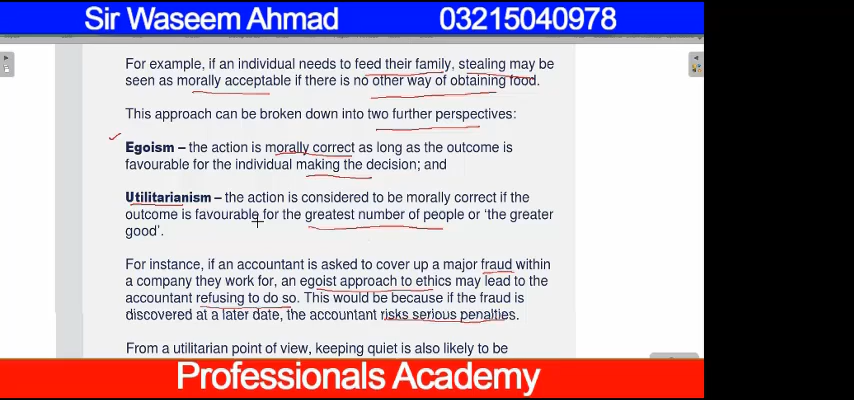 Sir Waseem Ahmad 03215040978
For example, if an individual needs to feed their family, stealing may be
seen as morally acceptable if there is no other way of obtaining food.
This approach can be broken down into two further perspectives:
Egoism – the action is morally correct as long as the outcome is
favourable for the individual making the decision; and
Utilitarianism – the action is considered to be morally correct if the
outcome is favourable for the greatest number of people or ‘the greater
good’.
For instance, if an accountant is asked to cover up a major fraud within
a company they work for, an egoist approach to ethics may lead to the
accountant refusing to do so. This would be because if the fraud is
discovered at a later date, the accountant risks serious penalties.
From a utilitarian point of view, keeping quiet is also likely to be
Professionals Academy